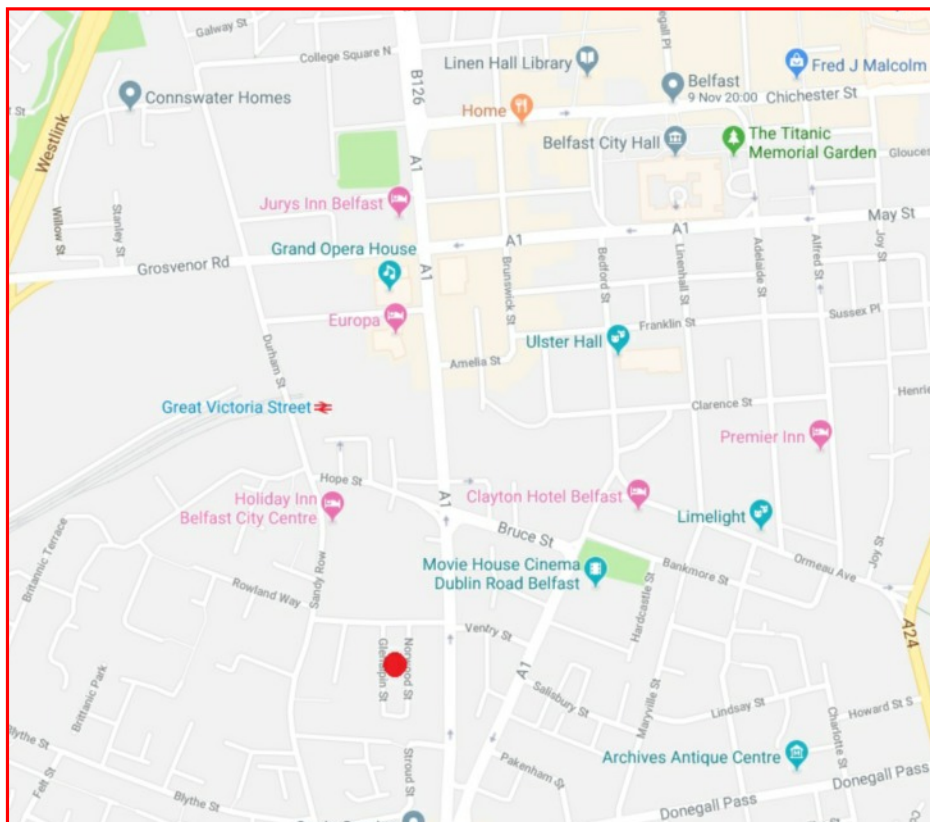 Galway St
College Square N
Linen Hall Library
Belfast
9 Nov 20:00
Fred J Malcolm
Chichester St
Connswater Homes
Home
B126
Westlink
Belfast City Hall
The Titanic
Memorial Garden
A1
Jurys Inn Belfast
May St
Willow St
Stanley St
Grand Opera House
A1
A1
Joy St
Grosvenor Rd
A1
Brunswick St
Bedford St
Linenhall St
Adelaide St
Alfred St
Europa
Sussex Pl
Franklin St
Ulster Hall
Durham St
Amelia St
Great Victoria Street
Clarence St
Premier Inn
Hope St
A1
Clayton Hotel Belfast
Holiday Inn
Belfast City Centre
Limelight
Bruce St
Britannic Terrace
Joy St
Ormeau Ave
Movie House Cinema
Dublin Road Belfast
Bankmore St
Sandy Row
Rowland Way
Hardcastle St
Ventry St
A24
Norwood St
Glenalpin St
A1
Brittanic Park
Salisbury St
Maryville St
Lindsay St
Charlotte St
Howard St S
Stroud St
Archives Antique Centre
Pakenham St
Felt St
Blythe St
Donegall Pass
Donegall Pass